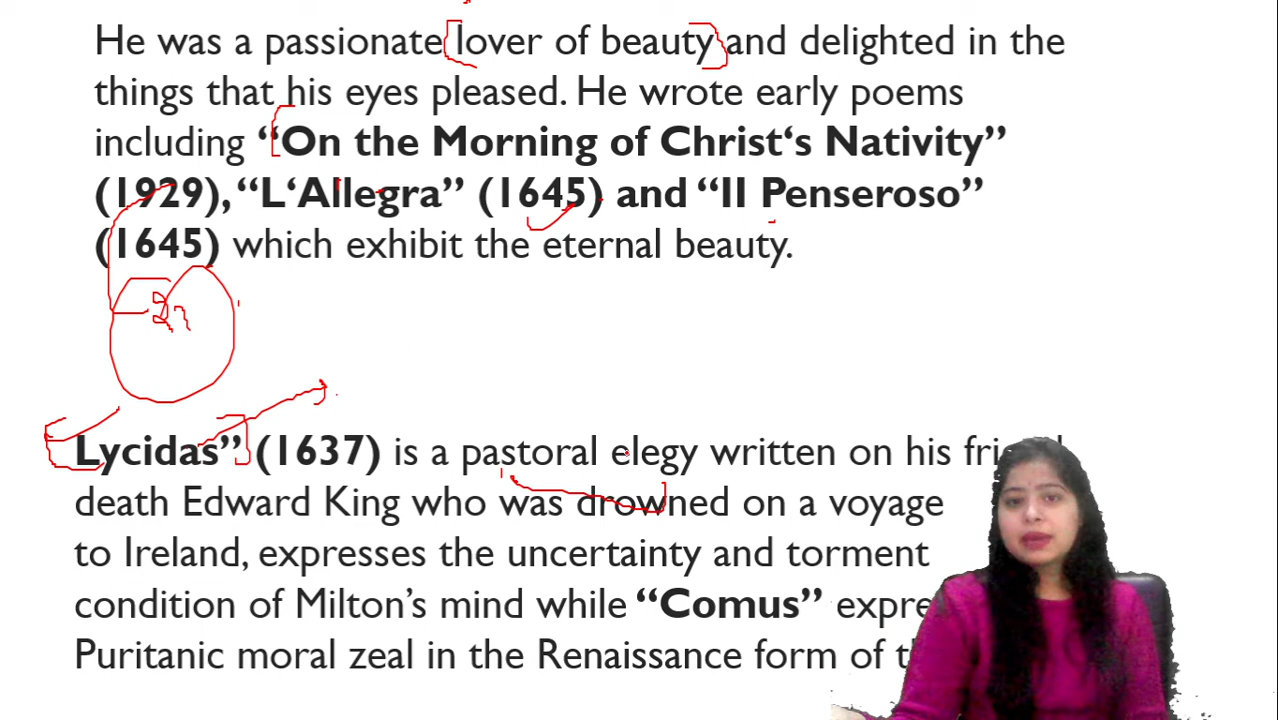 He was a passionate lover of beauty and delighted in the
things that his eyes pleased. He wrote early poems
including “On the Morning of Christ‘s Nativity”
(1929), “L‘Allegra” (1645) and “II Penseroso”
(1645) which exhibit the eternal beauty.
Lycidas” (1637) is a pastoral elegy written on his
death Edward King who was drowned on a voyage
to Ireland, expresses the uncertainty and torment
condition of Milton’s mind while “Comus”
Puritanic moral zeal in the Renaissance form of